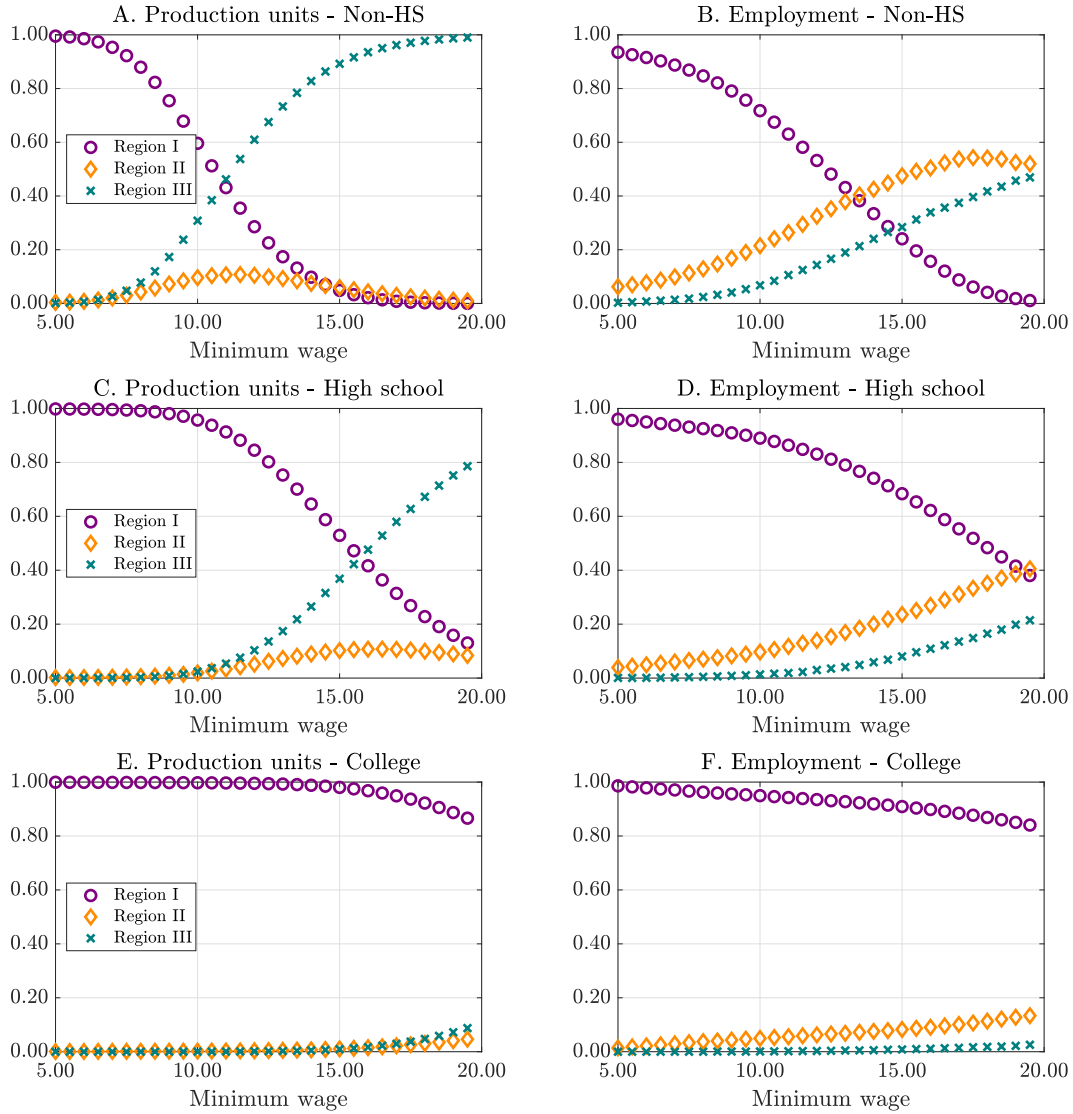 A. Production units - Non-HS
1.00
0.80
0.60
0.40
0.20
0.00
Region I
Region II
Region III
5.00 10.00 15.00 20.00
Minimum wage
B. Employment - Non-HS
1.00
0.80
0.60
0.40
0.20
0.00
5.00 10.00 15.00 20.00
Minimum wage
C. Production units - High school
1.00
0.80
0.60
0.40
0.20
0.00
Region I
Region II
Region III
5.00 10.00 15.00 20.00
Minimum wage
D. Employment - High school
1.00
0.80
0.60
0.40
0.20
0.00
5.00 10.00 15.00 20.00
Minimum wage
E. Production units - College
1.00
0.80
0.60
0.40
0.20
0.00
Region I
Region II
Region III
5.00 10.00 15.00 20.00
Minimum wage
F. Employment - College
1.00
0.80
0.60
0.40
0.20
0.00
5.00 10.00 15.00 20.00
Minimum wage